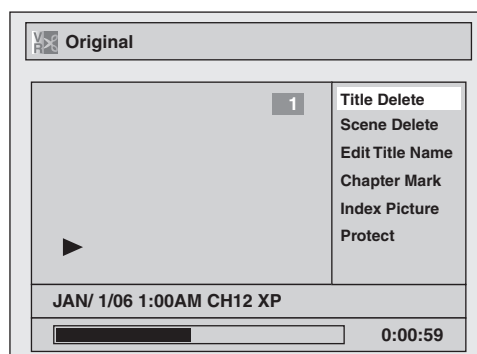 VR Original
1
Title Delete
Scene Delete
Edit Title Name
Chapter Mark
Index Picture
Protect
JAN/ 1/06 1:00AM CH12 XP
0:00:59